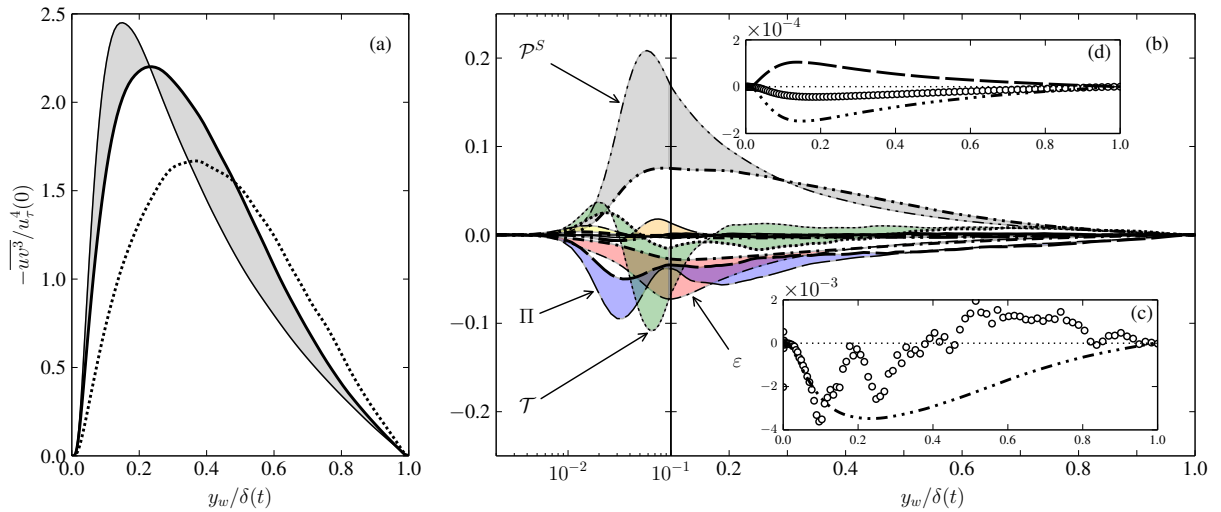 (a)
2.5
2.0
1.5
1.0
0.5
0.0
0.0 0.2 0.4 0.6 0.8 1.0
y_w/δ(t)
−\overline{uv^3}/u_τ^4(0)
(b)
0.2
0.1
0.0
−0.1
−0.2
10^{−2} 10^{−1} 0.2 0.4 0.6 0.8 1.0
y_w/δ(t)
𝒫^S
Π
𝒯
ε
×10^{−4}
(d)
2
0
−2
0.0 0.2 0.4 0.6 0.8 1.0
×10^{−3}
(c)
2
0
−2
−4
0.0 0.2 0.4 0.6 0.8 1.0